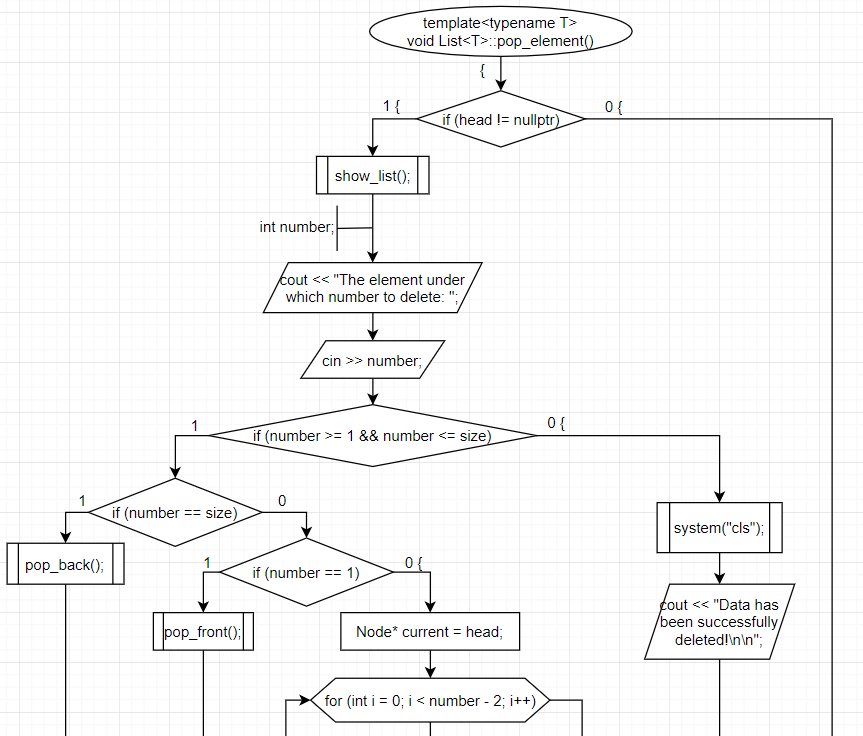 template<typename T>
void List<T>::pop_element()
{
1 {
0 {
if (head != nullptr)
show_list();
int number;
cout << "The element under
which number to delete: ";
cin >> number;
1
0 {
if (number >= 1 && number <= size)
1
0
if (number == size)
system("cls");
pop_back();
1
0 {
if (number == 1)
cout << "Data has
been successfully
deleted!\n\n";
pop_front();
Node* current = head;
for (int i = 0; i < number - 2; i++)